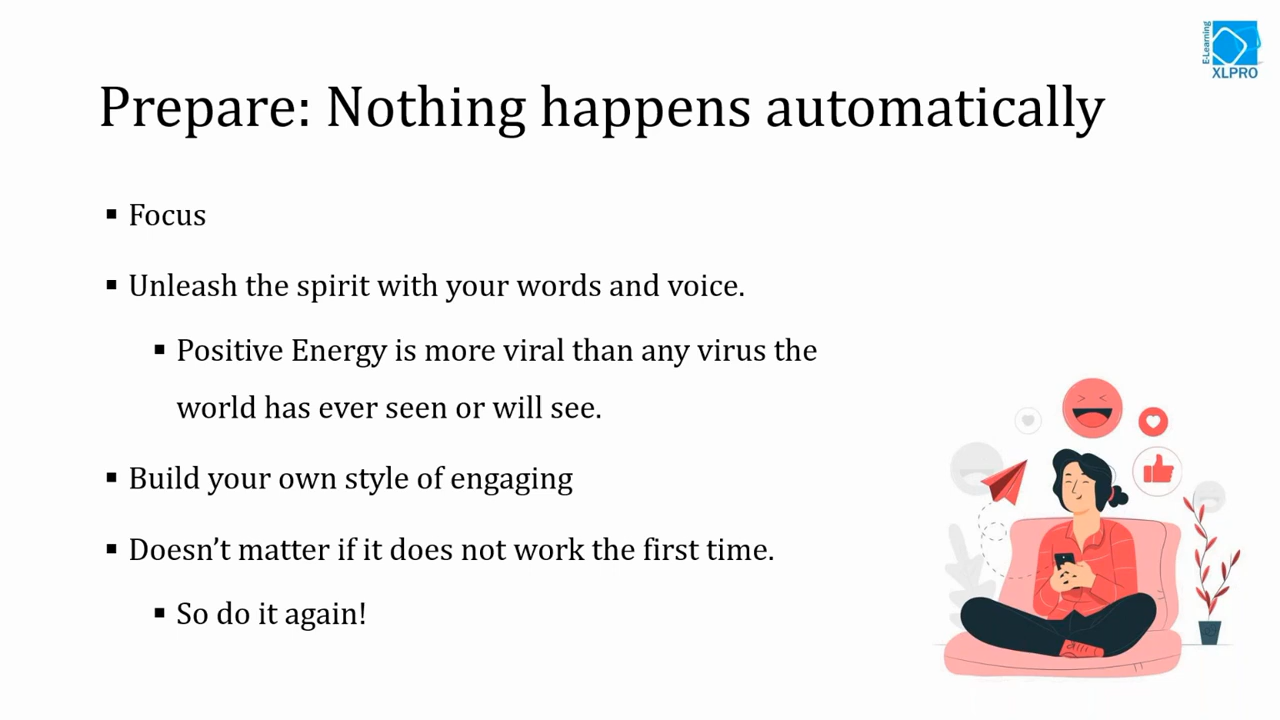 E-Learning
XLPRO
Prepare: Nothing happens automatically
▪ Focus
▪ Unleash the spirit with your words and voice.
▪ Positive Energy is more viral than any virus the
world has ever seen or will see.
▪ Build your own style of engaging
▪ Doesn’t matter if it does not work the first time.
▪ So do it again!